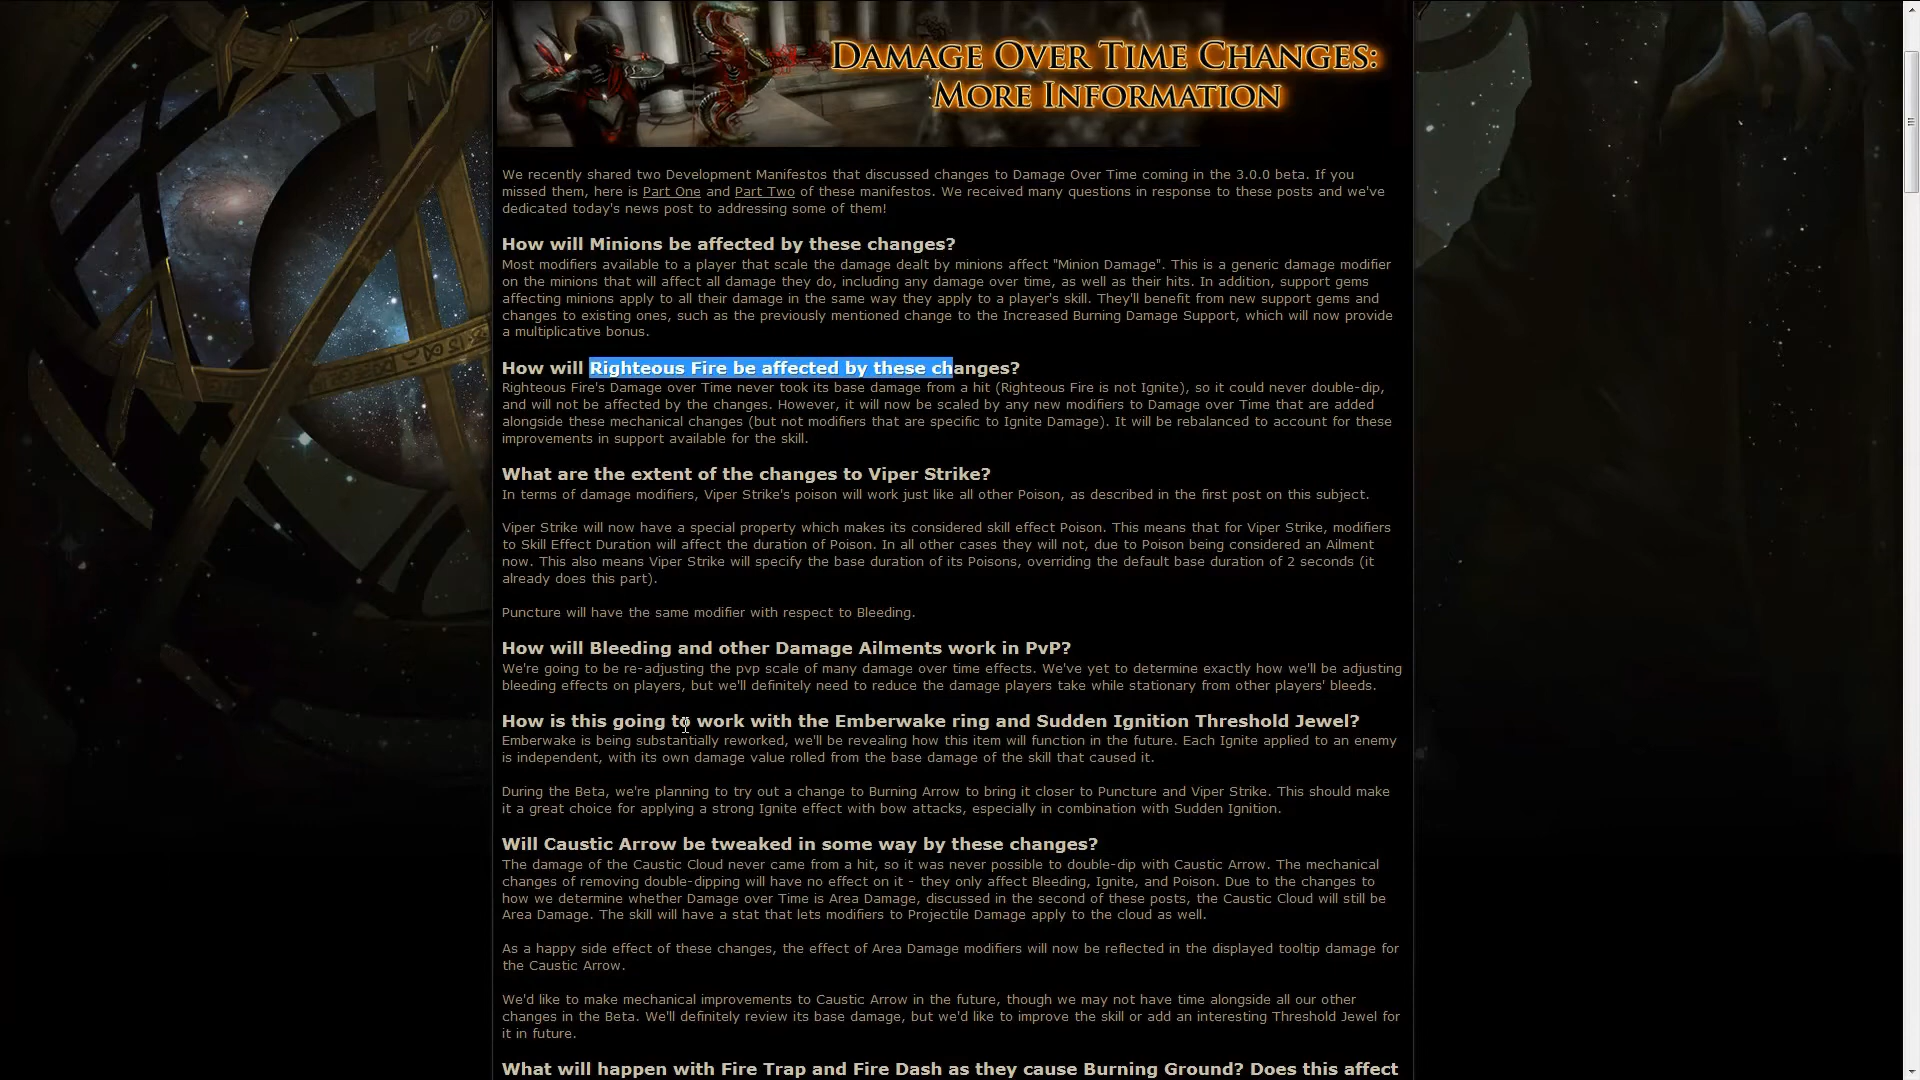 DAMAGE OVER TIME CHANGES:
MORE INFORMATION
We recently shared two Development Manifestos that discussed changes to Damage Over Time coming in the 3.0.0 beta. If you
missed them, here is Part One and Part Two of these manifestos. We received many questions in response to these posts and we've
dedicated today's news post to addressing some of them!
How will Minions be affected by these changes?
Most modifiers available to a player that scale the damage dealt by minions affect "Minion Damage". This is a generic damage modifier
on the minions that will affect all damage they do, including any damage over time, as well as their hits. In addition, support gems
affecting minions apply to all their damage in the same way they apply to a player's skill. They'll benefit from new support gems and
changes to existing ones, such as the previously mentioned change to the Increased Burning Damage Support, which will now provide
a multiplicative bonus.
How will Righteous Fire be affected by these changes?
Righteous Fire's Damage over Time never took its base damage from a hit (Righteous Fire is not Ignite), so it could never double-dip,
and will not be affected by the changes. However, it will now be scaled by any new modifiers to Damage over Time that are added
alongside these mechanical changes (but not modifiers that are specific to Ignite Damage). It will be rebalanced to account for these
improvements in support available for the skill.
What are the extent of the changes to Viper Strike?
In terms of damage modifiers, Viper Strike's poison will work just like all other Poison, as described in the first post on this subject.
Viper Strike will now have a special property which makes its considered skill effect Poison. This means that for Viper Strike, modifiers
to Skill Effect Duration will affect the duration of Poison. In all other cases they will not, due to Poison being considered an Ailment
now. This also means Viper Strike will specify the base duration of its Poisons, overriding the default base duration of 2 seconds (it
already does this part).
Puncture will have the same modifier with respect to Bleeding.
How will Bleeding and other Damage Ailments work in PvP?
We're going to be re-adjusting the pvp scale of many damage over time effects. We've yet to determine exactly how we'll be adjusting
bleeding effects on players, but we'll definitely need to reduce the damage players take while stationary from other players' bleeds.
How is this going to work with the Emberwake ring and Sudden Ignition Threshold Jewel?
Emberwake is being substantially reworked, we'll be revealing how this item will function in the future. Each Ignite applied to an enemy
is independent, with its own damage value rolled from the base damage of the skill that caused it.
During the Beta, we're planning to try out a change to Burning Arrow to bring it closer to Puncture and Viper Strike. This should make
it a great choice for applying a strong Ignite effect with bow attacks, especially in combination with Sudden Ignition.
Will Caustic Arrow be tweaked in some way by these changes?
The damage of the Caustic Cloud never came from a hit, so it was never possible to double-dip with Caustic Arrow. The mechanical
changes of removing double-dipping will have no effect on it - they only affect Bleeding, Ignite, and Poison. Due to the changes to
how we determine whether Damage over Time is Area Damage, discussed in the second of these posts, the Caustic Cloud will still be
Area Damage. The skill will have a stat that lets modifiers to Projectile Damage apply to the cloud as well.
As a happy side effect of these changes, the effect of Area Damage modifiers will now be reflected in the displayed tooltip damage for
the Caustic Arrow.
We'd like to make mechanical improvements to Caustic Arrow in the future, though we may not have time alongside all our other
changes in the Beta. We'll definitely review its base damage, but we'd like to improve the skill or add an interesting Threshold Jewel for
it in future.
What will happen with Fire Trap and Fire Dash as they cause Burning Ground? Does this affect